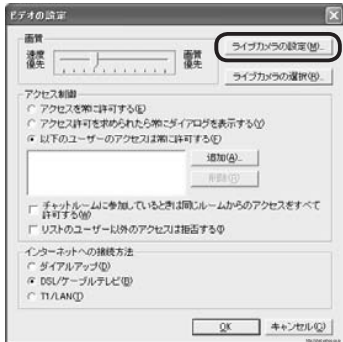 ビデオの設定
画質
速度
優先
画質
優先
ライブカメラの設定(M)...
ライブカメラの選択(R)...
アクセス制御
アクセスを常に許可する(E)
アクセス許可を求められたら常にダイアログを表示する(Y)
以下のユーザーのアクセスは常に許可する(F)
追加(A)...
削除(R)
チャットルームに参加しているときは同じルームからのアクセスをすべて
許可する(W)
リストのユーザー以外のアクセスは拒否する(I)
インターネットへの接続方法
ダイアルアップ(D)
DSL/ケーブルテレビ(B)
T1/LAN(T)
OK
キャンセル(C)